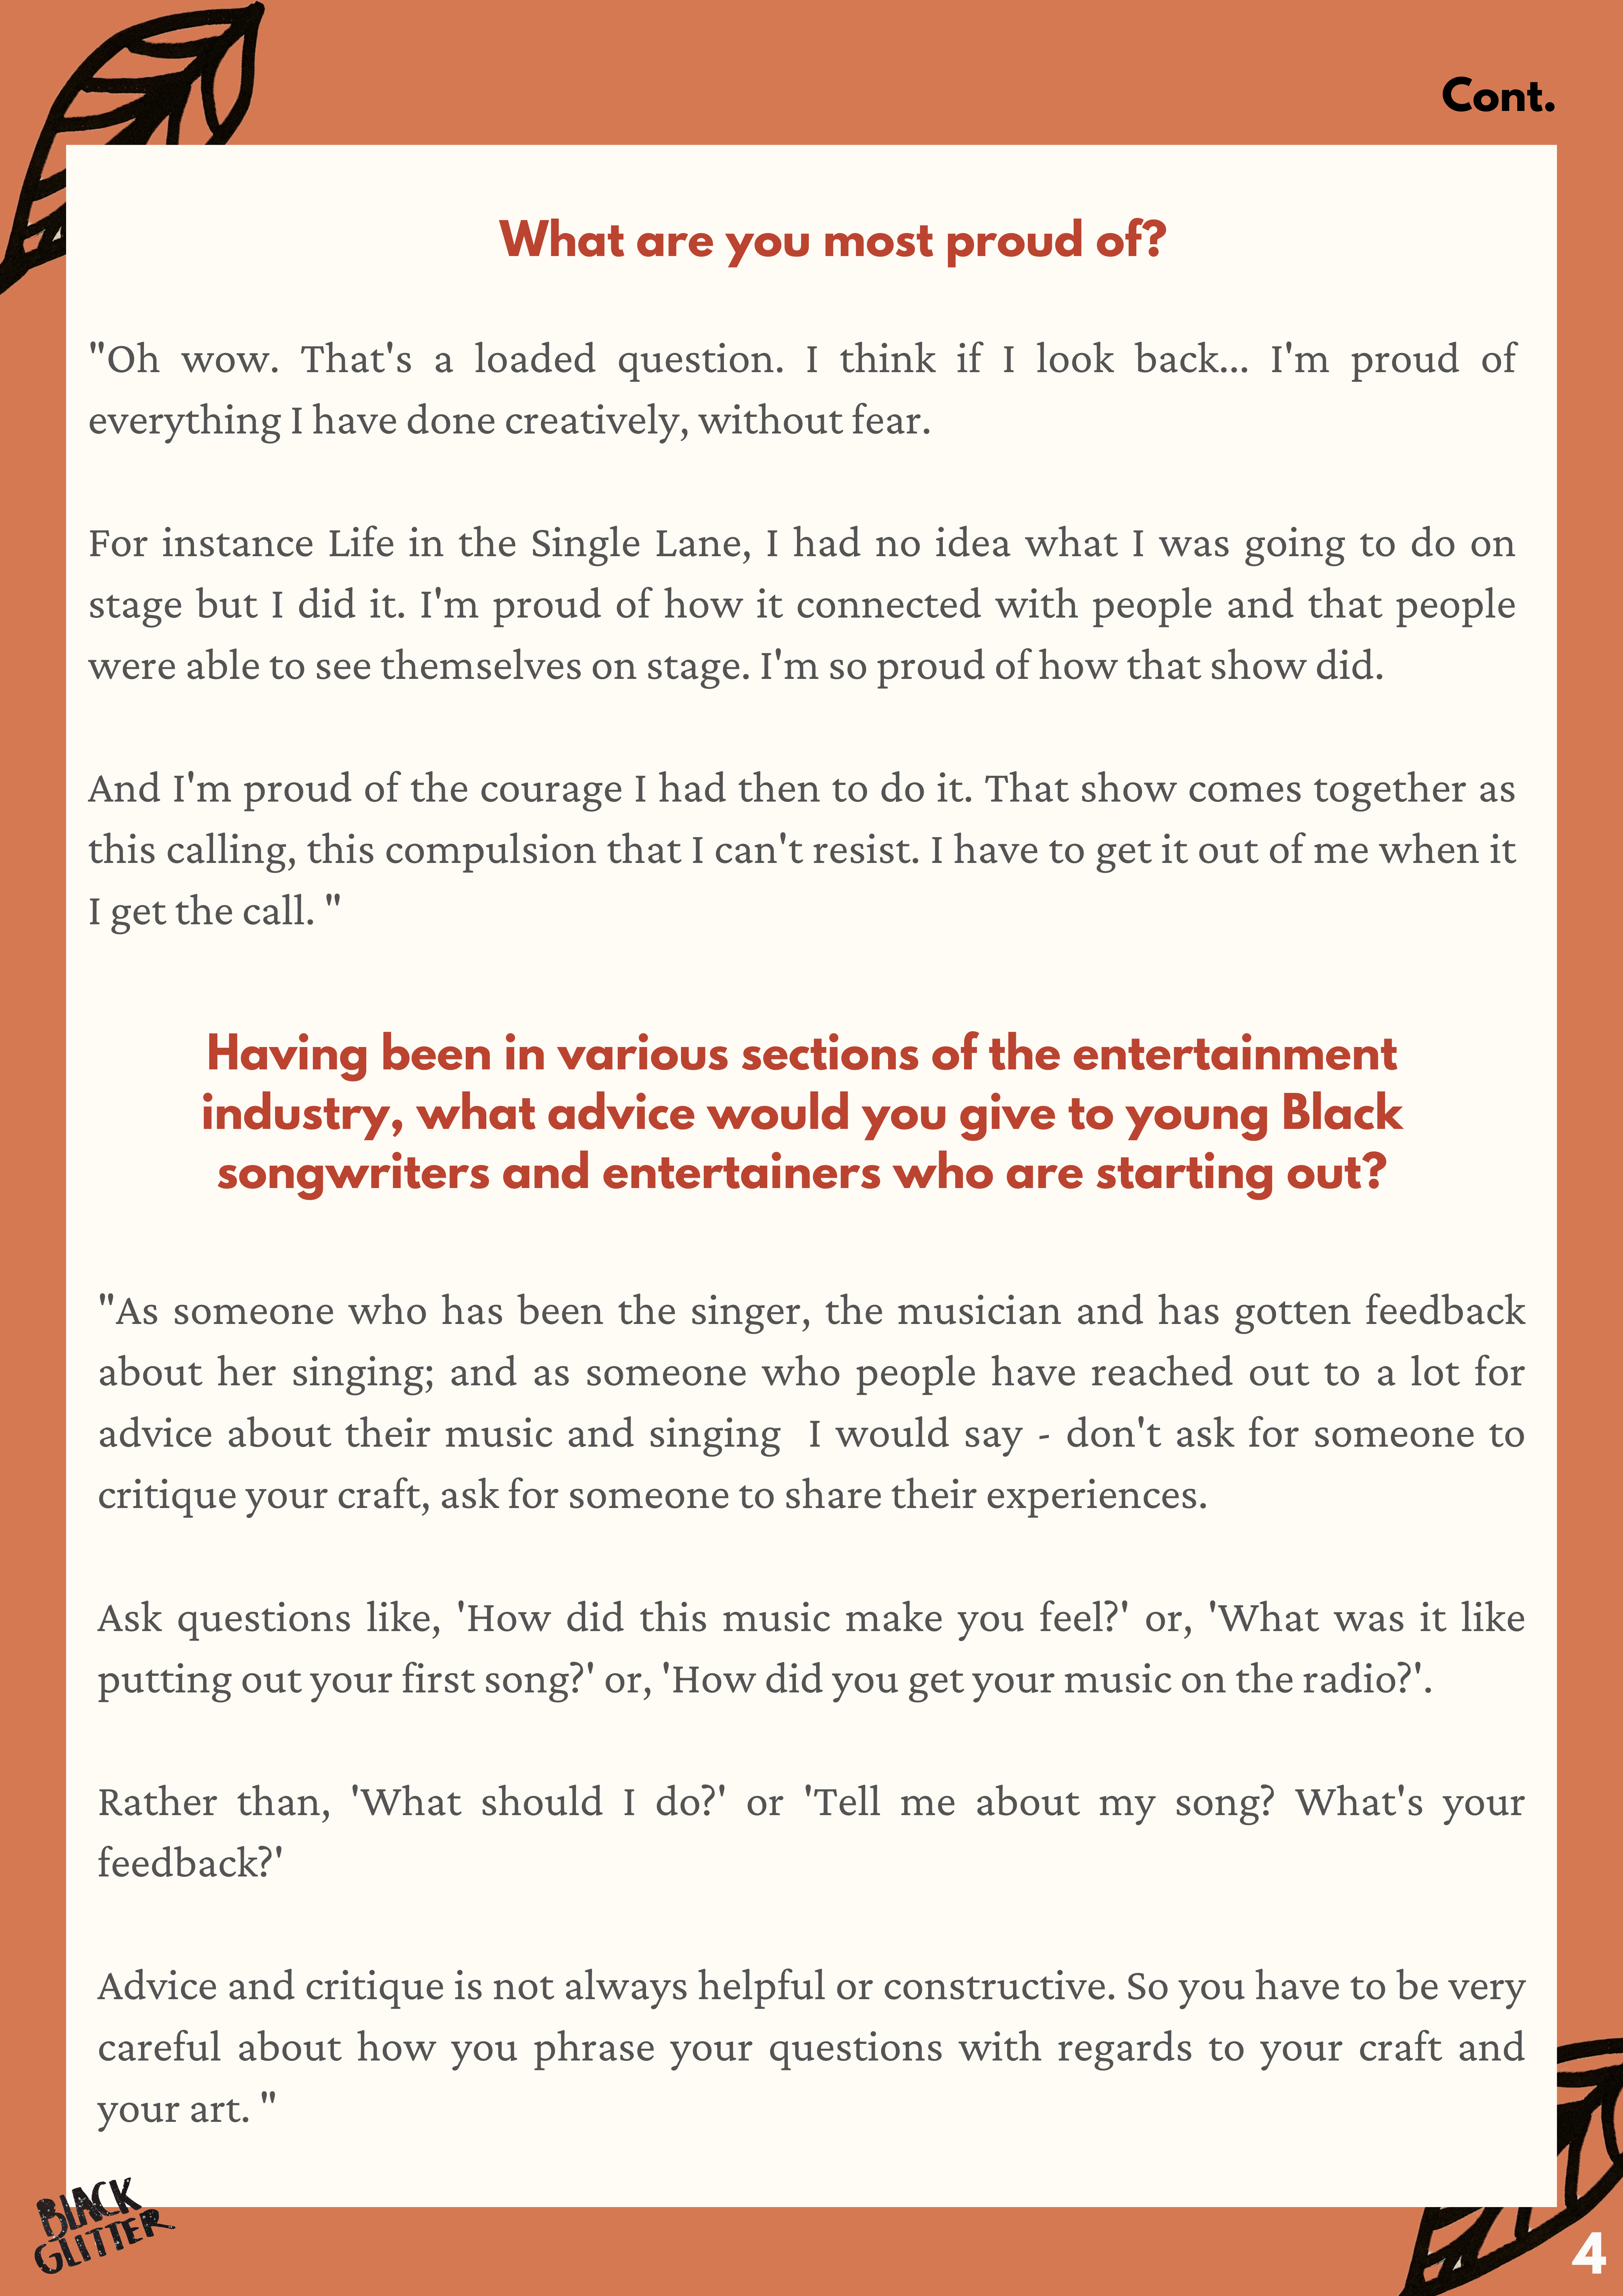 Cont.
What are you most proud of?
"Oh wow. That's a loaded question. I think if I look back... I'm proud of
everything I have done creatively, without fear.
For instance Life in the Single Lane, I had no idea what I was going to do on
stage but I did it. I'm proud of how it connected with people and that people
were able to see themselves on stage. I'm so proud of how that show did.
And I'm proud of the courage I had then to do it. That show comes together as
this calling, this compulsion that I can't resist. I have to get it out of me when it
I get the call. "
Having been in various sections of the entertainment
industry, what advice would you give to young Black
songwriters and entertainers who are starting out?
"As someone who has been the singer, the musician and has gotten feedback
about her singing; and as someone who people have reached out to a lot for
advice about their music and singing  I would say - don't ask for someone to
critique your craft, ask for someone to share their experiences.
Ask questions like, 'How did this music make you feel?' or, 'What was it like
putting out your first song?' or, 'How did you get your music on the radio?'.
Rather than, 'What should I do?' or 'Tell me about my song? What's your
feedback?'
Advice and critique is not always helpful or constructive. So you have to be very
careful about how you phrase your questions with regards to your craft and
your art. "
BLACK
GLITTER
4